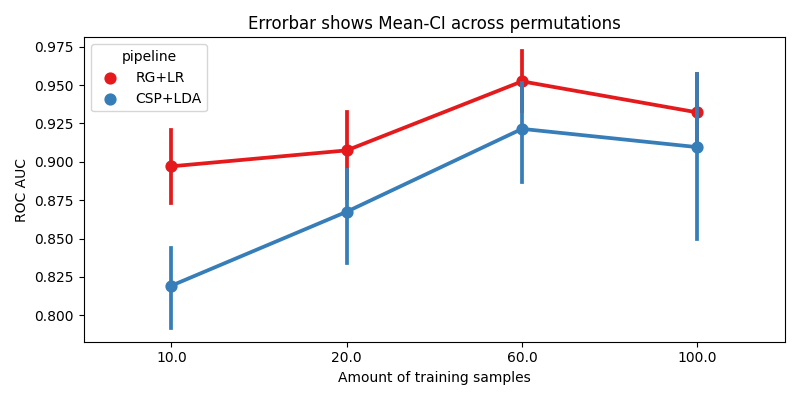 Errorbar shows Mean-CI across permutations
pipeline
RG+LR
CSP+LDA
ROC AUC
0.975
0.950
0.925
0.900
0.875
0.850
0.825
0.800
10.0 20.0 60.0 100.0
Amount of training samples